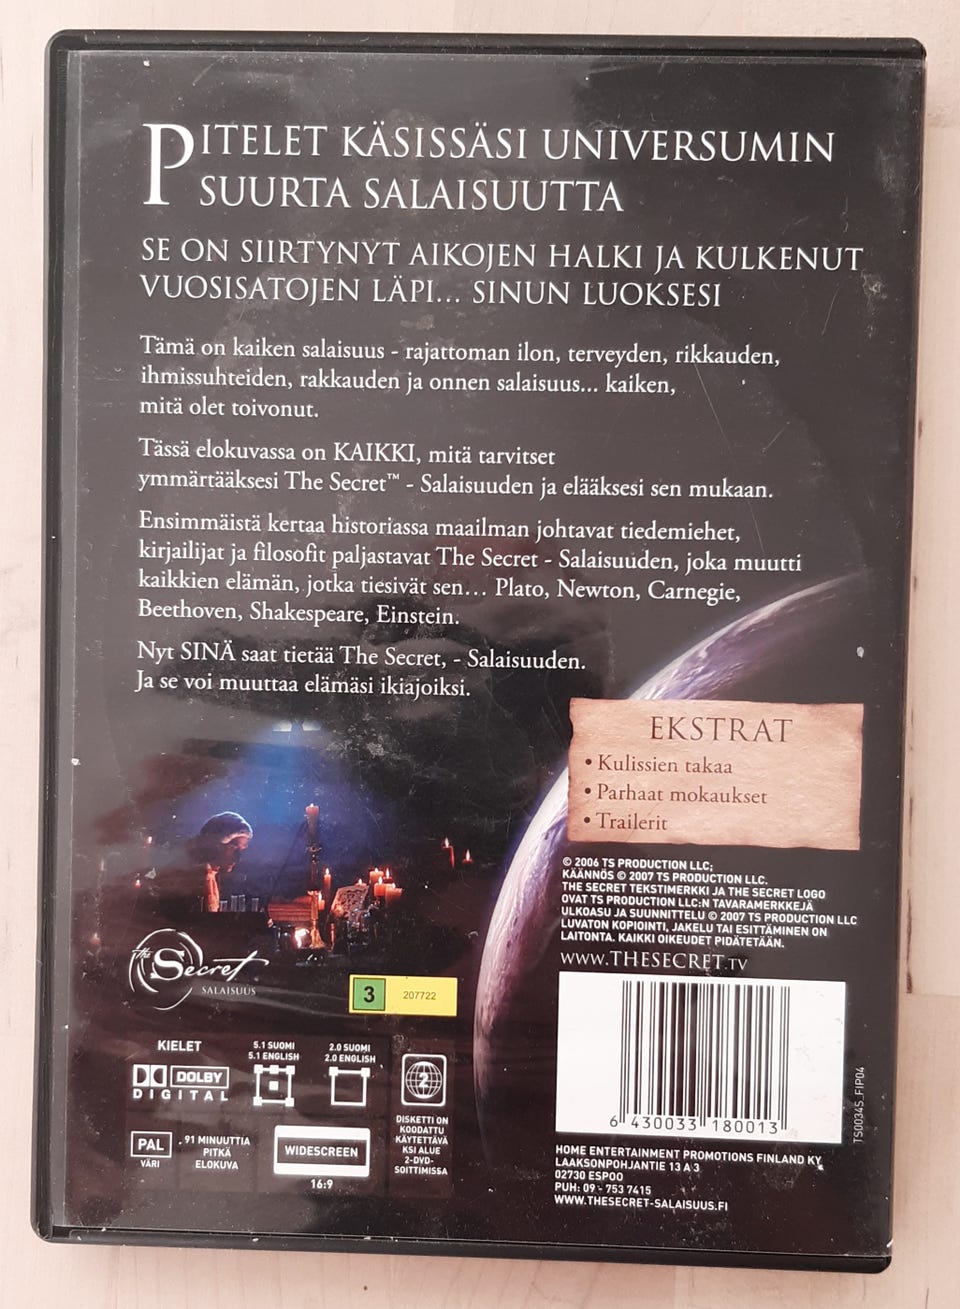 PITELET KÄSISSÄSI UNIVERSUMIN
SUURTA SALAISUUTTA
SE ON SIIRTYNYT AIKOJEN HALKI JA KULKENUT
VUOSISATOJEN LÄPI... SINUN LUOKSESI
Tämä on kaiken salaisuus - rajattoman ilon, terveyden, rikkauden,
ihmissuhteiden, rakkauden ja onnen salaisuus... kaiken,
mitä olet toivonut.
Tässä elokuvassa on KAIKKI, mitä tarvitset
ymmärtääksesi The Secret™ - Salaisuuden ja elääksesi sen mukaan.
Ensimmäistä kertaa historiassa maailman johtavat tiedemiehet,
kirjailijat ja filosofit paljastavat The Secret - Salaisuuden, joka muutti
kaikkien elämän, jotka tiesivät sen... Plato, Newton, Carnegie,
Beethoven, Shakespeare, Einstein.
Nyt SINÄ saat tietää The Secret, - Salaisuuden.
Ja se voi muuttaa elämäsi ikiajoiksi.
EKSTRAT
• Kulissien takaa
• Parhaat mokaukset
• Trailerit
© 2006 TS PRODUCTION LLC;
KÄÄNNÖS © 2007 TS PRODUCTION LLC.
THE SECRET TEKSTIMERKKI JA THE SECRET LOGO
OVAT TS PRODUCTION LLC:N TAVARAMERKKEJÄ
ULKOASU JA SUUNNITTELU © 2007 TS PRODUCTION LLC
LUVATON KOPIOINTI, JAKELU TAI ESITTÄMINEN ON
LAITONTA. KAIKKI OIKEUDET PIDÄTETÄÄN.
WWW.THESECRET.TV
the Secret
SALAISUUS
3 207722
KIELET
DOLBY
DIGITAL
5.1 SUOMI
5.1 ENGLISH
2.0 SUOMI
2.0 ENGLISH
2
DISKETTI ON
KOODATTU
KÄYTETTÄVÄ
KSI ALUE
2-DVD-
SOITTIMISSA
PAL
VÄRI
. 91 MINUUTTIA
PITKÄ
ELOKUVA
WIDESCREEN
16:9
6 430033 180013
TS00345_FIP04
HOME ENTERTAINMENT PROMOTIONS FINLAND KY
LAAKSONPOHJANTIE 13 A 3
02730 ESPOO
PUH: 09 - 753 7415
WWW.THESECRET-SALAISUUS.FI